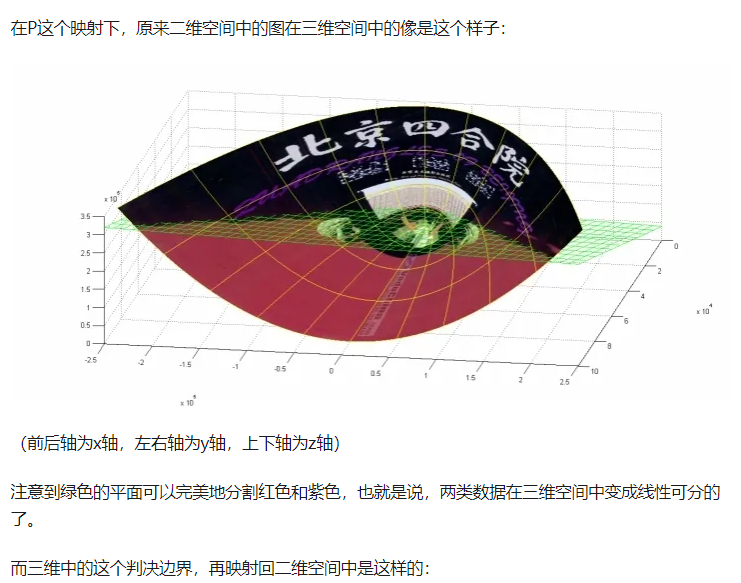 在P这个映射下，原来二维空间中的图在三维空间中的像是这个样子：
北京四合院
x 10⁵
3.5
3
2.5
2
1.5
1
0.5
0
-2.5
-2
-1.5
-1
-0.5
0
0.5
1
1.5
2
2.5
x 10⁵
0
2
4
6
8
10
x 10⁴
（前后轴为x轴，左右轴为y轴，上下轴为z轴）
注意到绿色的平面可以完美地分割红色和紫色，也就是说，两类数据在三维空间中变成线性可分的
了。
而三维中的这个判决边界，再映射回二维空间中是这样的：